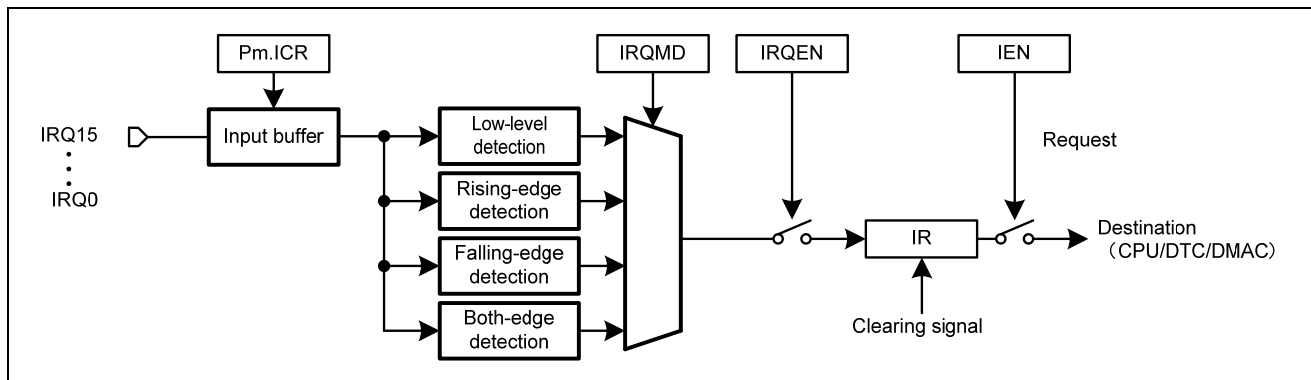 Pm.ICR
IRQMD
IRQEN
IEN
IRQ15
IRQ0
Input buffer
Low-level
detection
Rising-edge
detection
Falling-edge
detection
Both-edge
detection
IR
Clearing signal
Request
Destination
（CPU/DTC/DMAC）